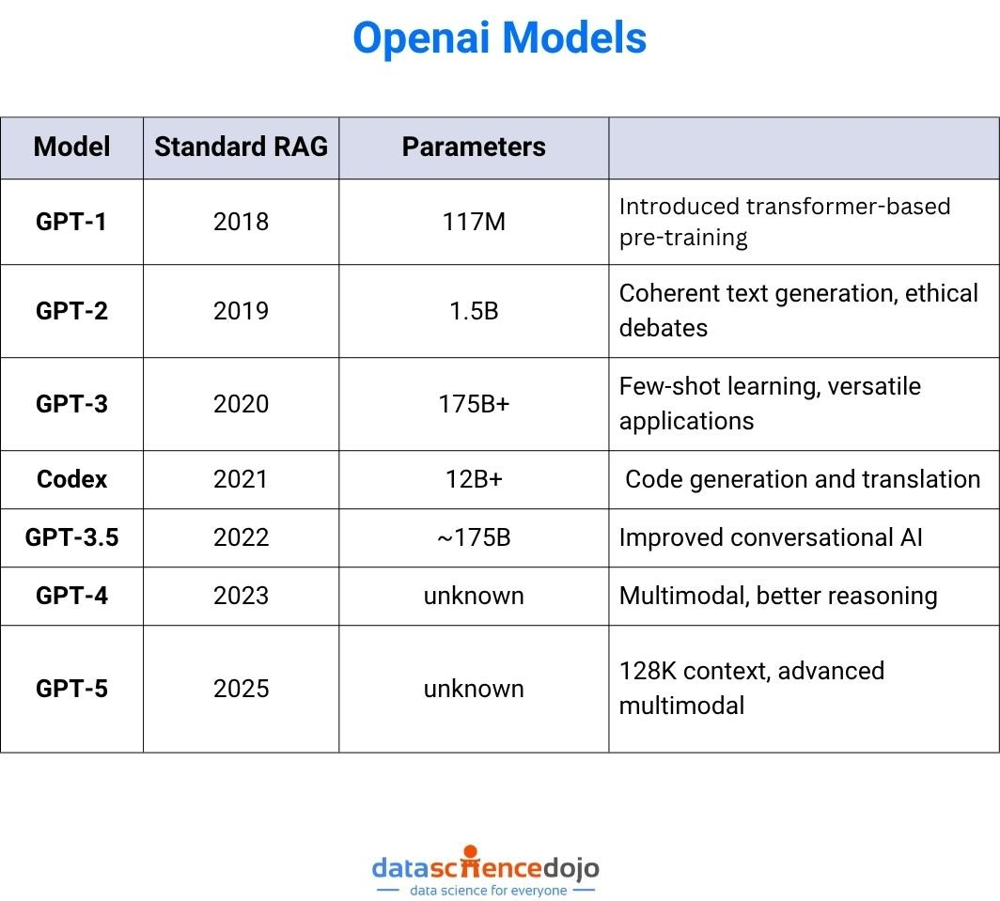 Openai Models
Model Standard RAG Parameters
GPT-1 2018 117M Introduced transformer-based
pre-training
GPT-2 2019 1.5B Coherent text generation, ethical
debates
GPT-3 2020 175B+ Few-shot learning, versatile
applications
Codex 2021 12B+ Code generation and translation
GPT-3.5 2022 ~175B Improved conversational AI
GPT-4 2023 unknown Multimodal, better reasoning
GPT-5 2025 unknown 128K context, advanced
multimodal
datasciencedojo
data science for everyone